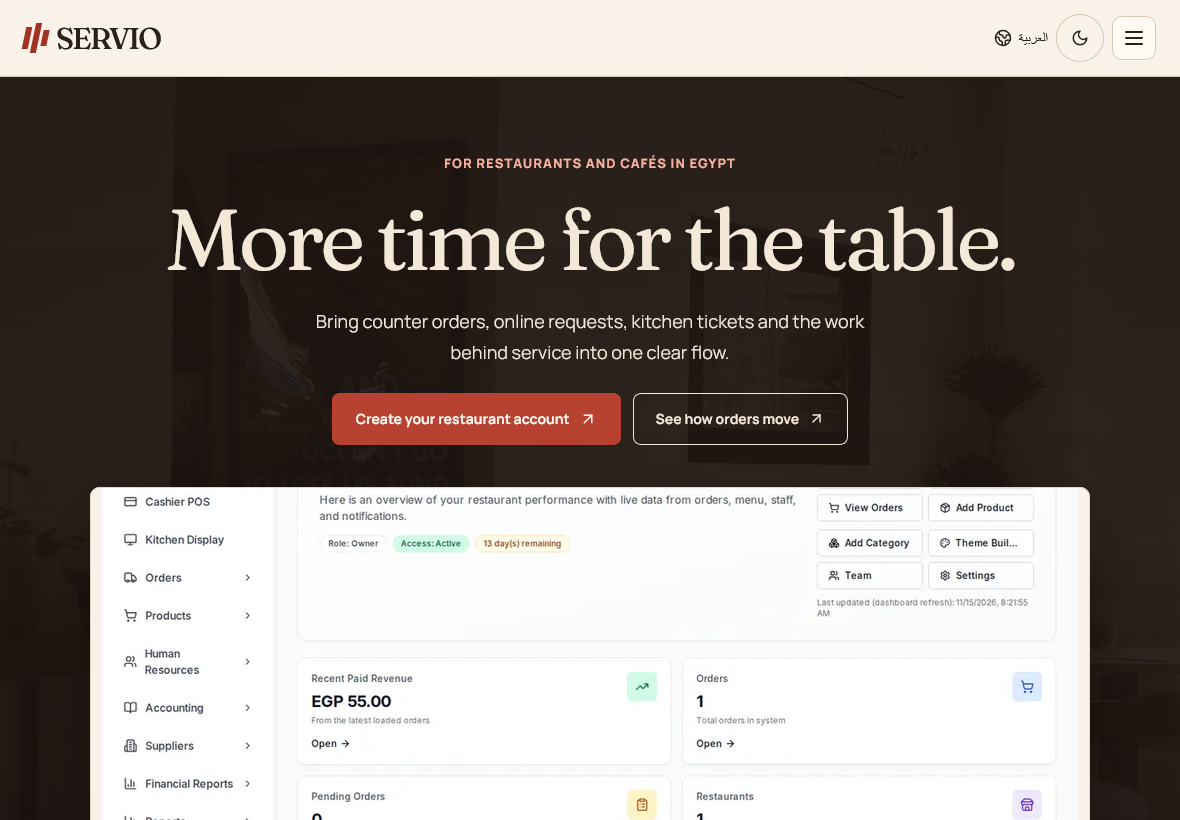 SERVIO
العربية
FOR RESTAURANTS AND CAFÉS IN EGYPT
More time for the table.
Bring counter orders, online requests, kitchen tickets and the work
behind service into one clear flow.
Create your restaurant account
See how orders move
Cashier POS
Kitchen Display
Orders
Products
Human
Resources
Accounting
Suppliers
Financial Reports
Here is an overview of your restaurant performance with live data from orders, menu, staff,
and notifications.
Role: Owner
Access: Active
13 day(s) remaining
View Orders
Add Product
Add Category
Theme Buil...
Team
Settings
Last updated (dashboard refresh): 11/15/2026, 8:21:55
AM
Recent Paid Revenue
EGP 55.00
From the latest loaded orders
Open
Orders
1
Total orders in system
Open
Pending Orders
0
Restaurants
1